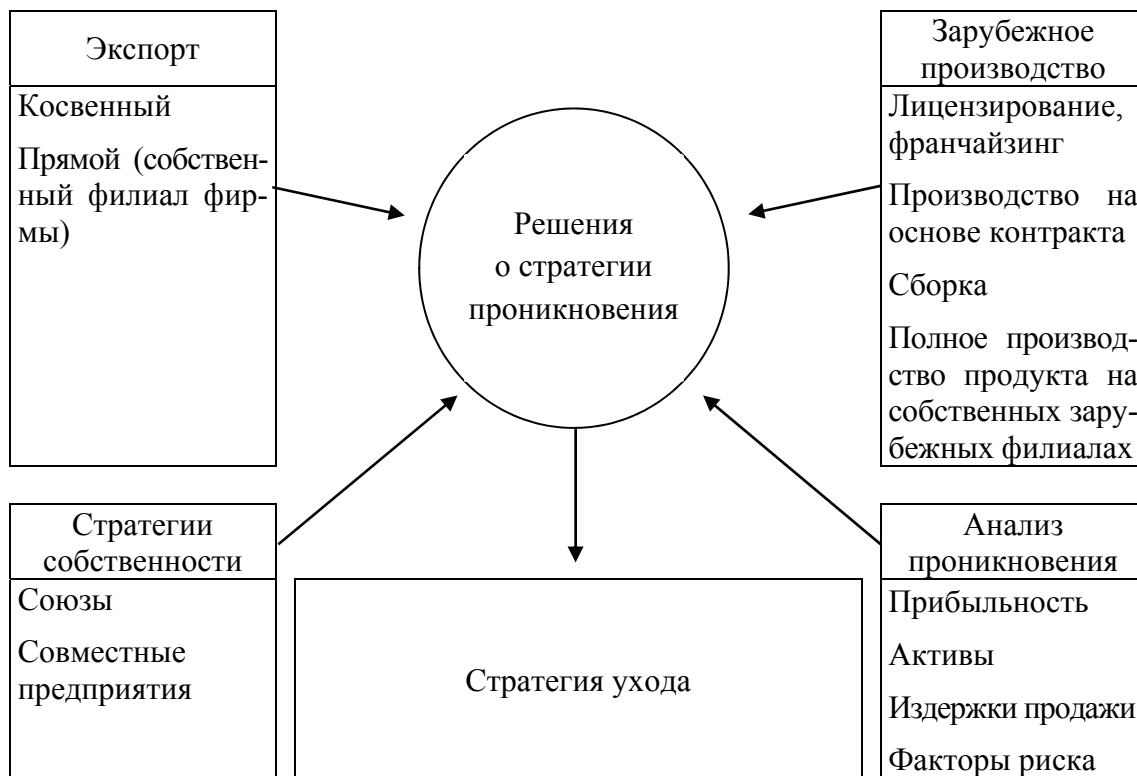 Экспорт
Косвенный
Прямой (собствен-
ный филиал фир-
мы)
Решения
о стратегии
проникновения
Зарубежное
производство
Лицензирование,
франчайзинг
Производство на
основе контракта
Сборка
Полное производ-
ство продукта на
собственных зару-
бежных филиалах
Стратегии
собственности
Союзы
Совместные
предприятия
Стратегия ухода
Анализ
проникновения
Прибыльность
Активы
Издержки продажи
Факторы риска